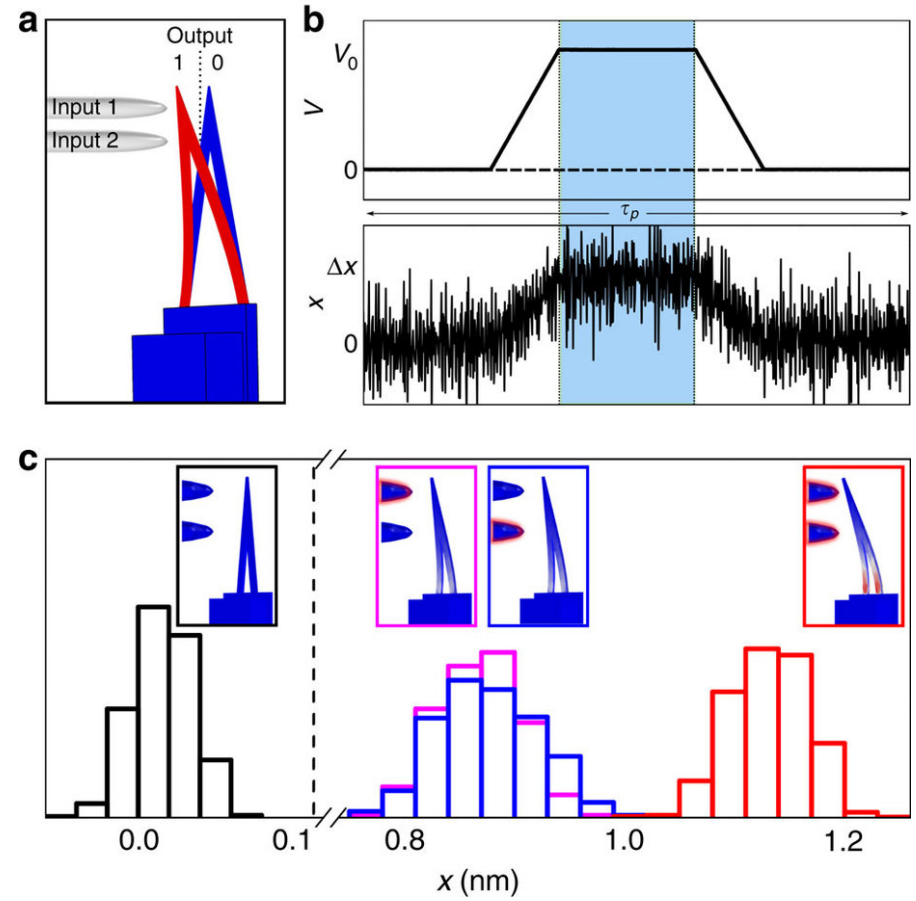 a
Output
1 0
Input 1
Input 2
b
V₀
V
0
τₚ
Δx
x
0
c
0.0 0.1 0.8 1.0 1.2
x (nm)